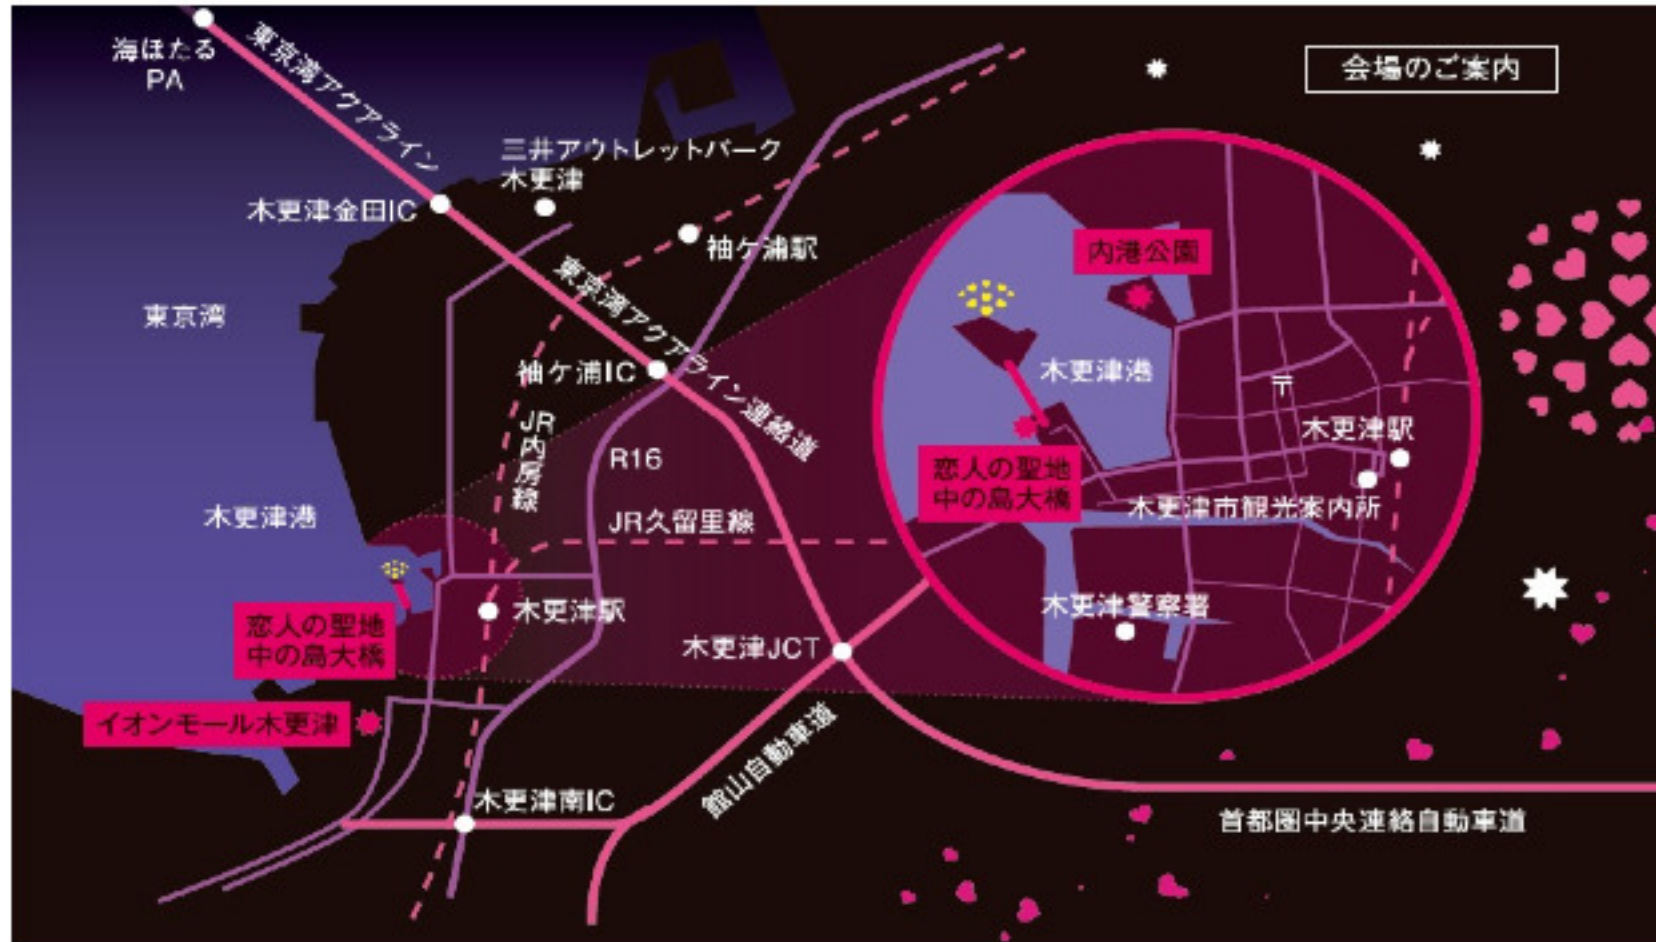 会場のご案内
海ほたる
PA
東京湾アクアライン
三井アウトレットパーク
木更津
木更津金田IC
袖ケ浦駅
東京湾
東京湾アクアライン連絡道
袖ケ浦IC
JR内房線
R16
木更津港
JR久留里線
恋人の聖地
中の島大橋
木更津駅
木更津JCT
イオンモール木更津
木更津南IC
館山自動車道
首都圏中央連絡自動車道
内港公園
木更津港
〒
木更津駅
恋人の聖地
中の島大橋
木更津市観光案内所
木更津警察署